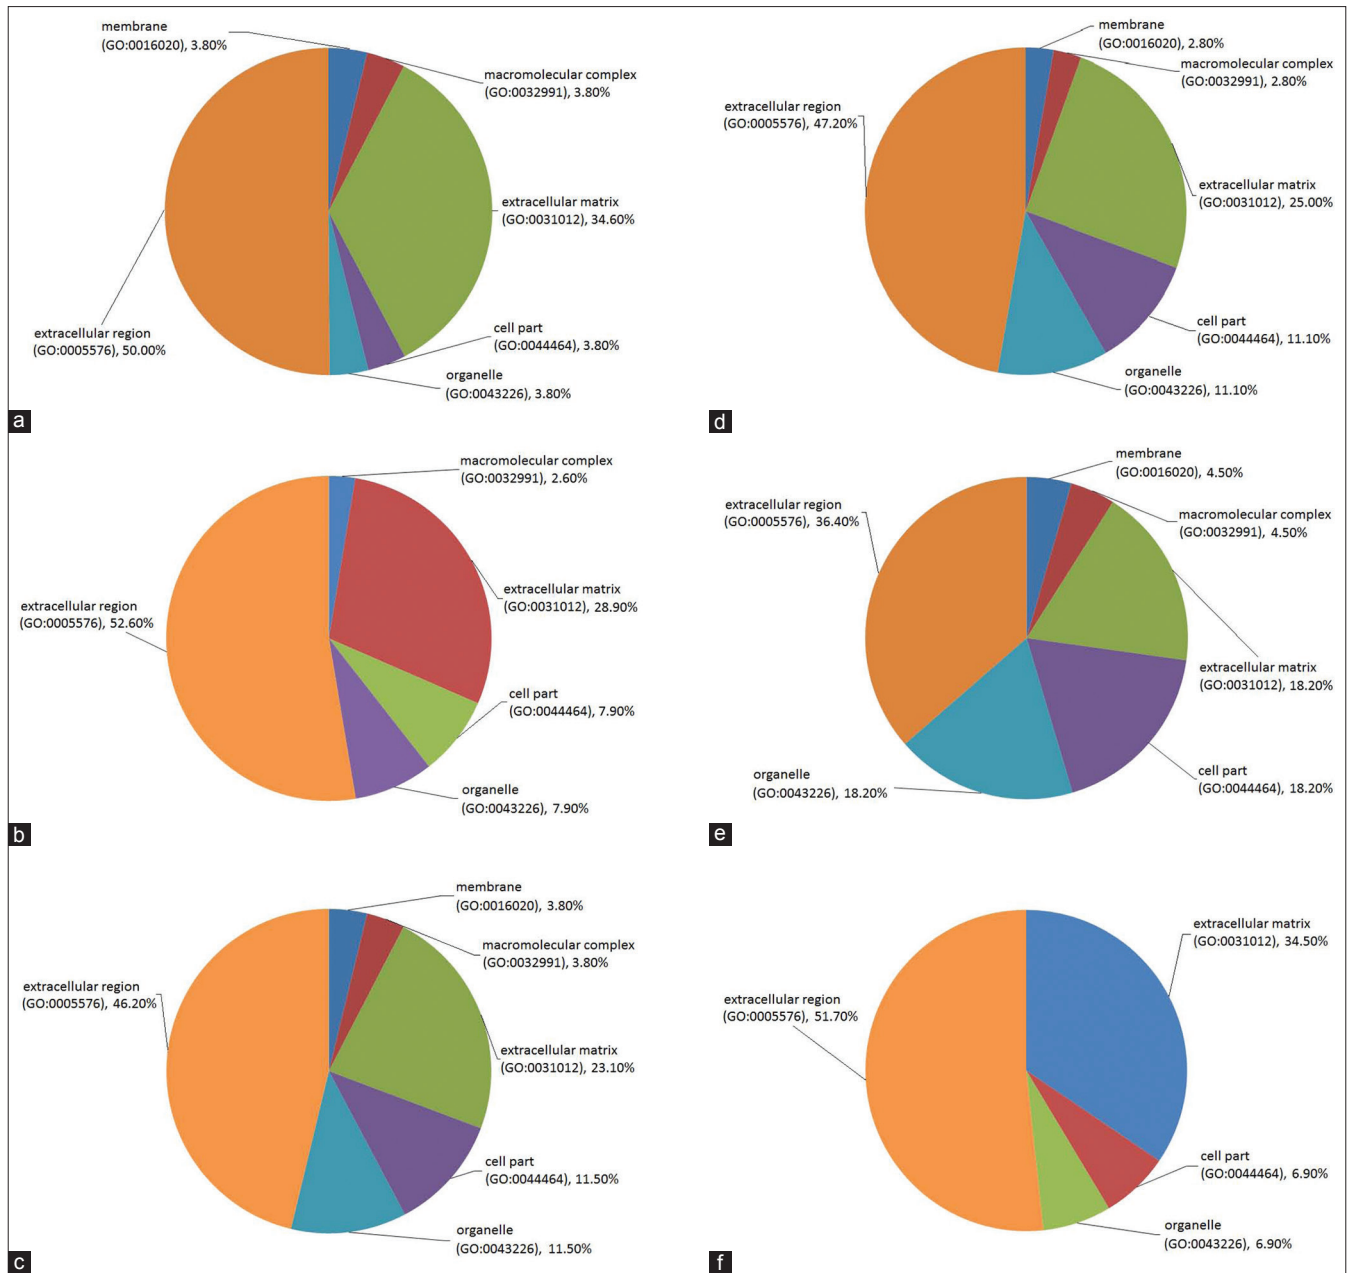 membrane
(GO:0016020), 3.80%
macromolecular complex
(GO:0032991), 3.80%
extracellular matrix
(GO:0031012), 34.60%
cell part
(GO:0044464), 3.80%
organelle
(GO:0043226), 3.80%
extracellular region
(GO:0005576), 50.00%
a
macromolecular complex
(GO:0032991), 2.60%
extracellular matrix
(GO:0031012), 28.90%
cell part
(GO:0044464), 7.90%
organelle
(GO:0043226), 7.90%
extracellular region
(GO:0005576), 52.60%
b
membrane
(GO:0016020), 3.80%
macromolecular complex
(GO:0032991), 3.80%
extracellular matrix
(GO:0031012), 23.10%
cell part
(GO:0044464), 11.50%
organelle
(GO:0043226), 11.50%
extracellular region
(GO:0005576), 46.20%
c
membrane
(GO:0016020), 2.80%
macromolecular complex
(GO:0032991), 2.80%
extracellular matrix
(GO:0031012), 25.00%
cell part
(GO:0044464), 11.10%
organelle
(GO:0043226), 11.10%
extracellular region
(GO:0005576), 47.20%
d
membrane
(GO:0016020), 4.50%
macromolecular complex
(GO:0032991), 4.50%
extracellular matrix
(GO:0031012), 18.20%
cell part
(GO:0044464), 18.20%
organelle
(GO:0043226), 18.20%
extracellular region
(GO:0005576), 36.40%
e
extracellular matrix
(GO:0031012), 34.50%
cell part
(GO:0044464), 6.90%
organelle
(GO:0043226), 6.90%
extracellular region
(GO:0005576), 51.70%
f